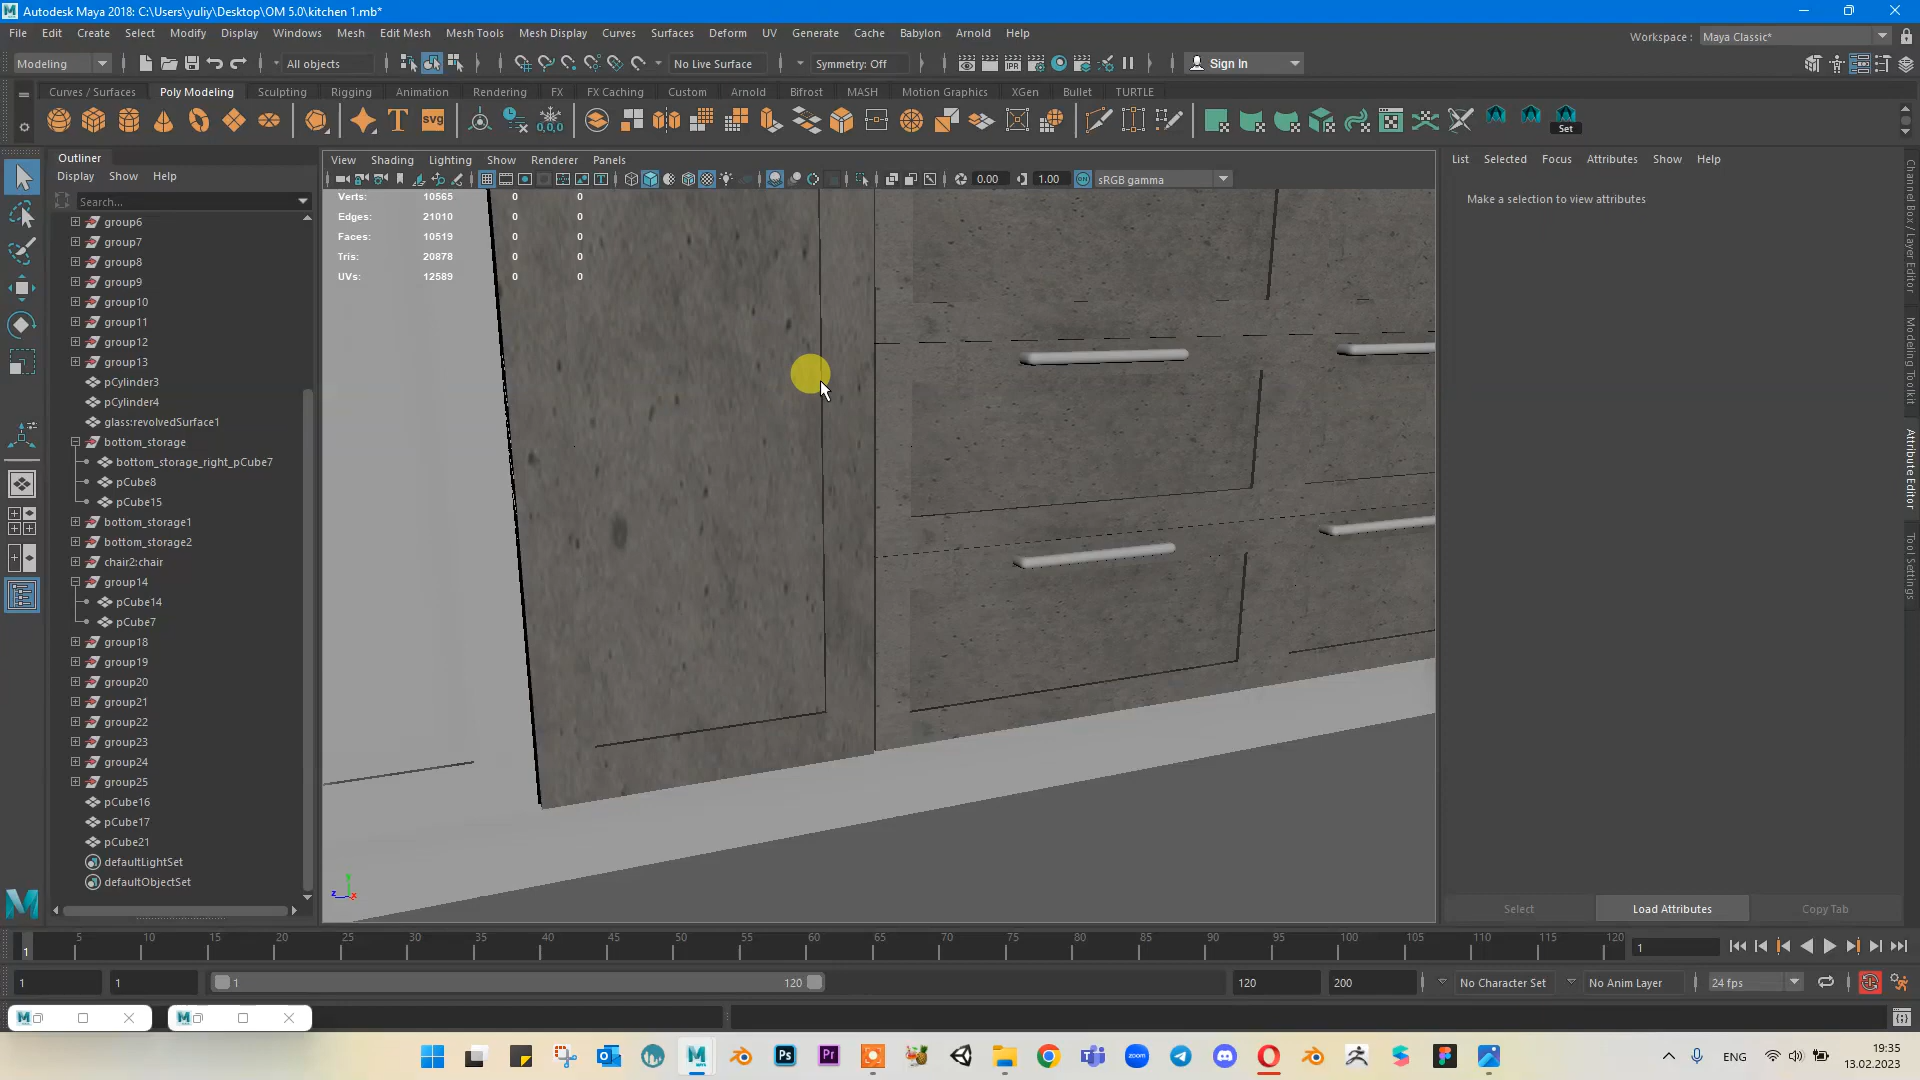 Autodesk Maya 2018: C:\Users\yuliy\Desktop\OM 5.0\kitchen 1.mb*
File Edit Create Select Modify Display Windows Mesh Edit Mesh Mesh Tools Mesh Display Curves Surfaces Deform UV Generate Cache Babylon Arnold Help
Workspace : Maya Classic*
Modeling All objects No Live Surface Symmetry: Off Sign In
Curves / Surfaces Poly Modeling Sculpting Rigging Animation Rendering FX FX Caching Custom Arnold Bifrost MASH Motion Graphics XGen Bullet TURTLE
T svg 0,0,0 Set
Outliner
Display Show Help
Search...
group6
group7
group8
group9
group10
group11
group12
group13
pCylinder3
pCylinder4
glass:revolvedSurface1
bottom_storage
bottom_storage_right_pCube7
pCube8
pCube15
bottom_storage1
bottom_storage2
chair2:chair
group14
pCube14
pCube7
group18
group19
group20
group21
group22
group23
group24
group25
pCube16
pCube17
pCube21
defaultLightSet
defaultObjectSet
View Shading Lighting Show Renderer Panels
0.00 1.00 ON sRGB gamma
Verts: 10565 0 0
Edges: 21010 0 0
Faces: 10519 0 0
Tris: 20878 0 0
UVs: 12589 0 0
z x
List Selected Focus Attributes Show Help
Make a selection to view attributes
Select Load Attributes Copy Tab
Channel Box / Layer Editor
Modeling Toolkit
Attribute Editor
Tool Settings
1 5 10 15 20 25 30 35 40 45 50 55 60 65 70 75 80 85 90 95 100 105 110 115 120 1
1 1 1 120 120 200 No Character Set No Anim Layer 24 fps
Ps Pr zoom
ENG
19:35
13.02.2023